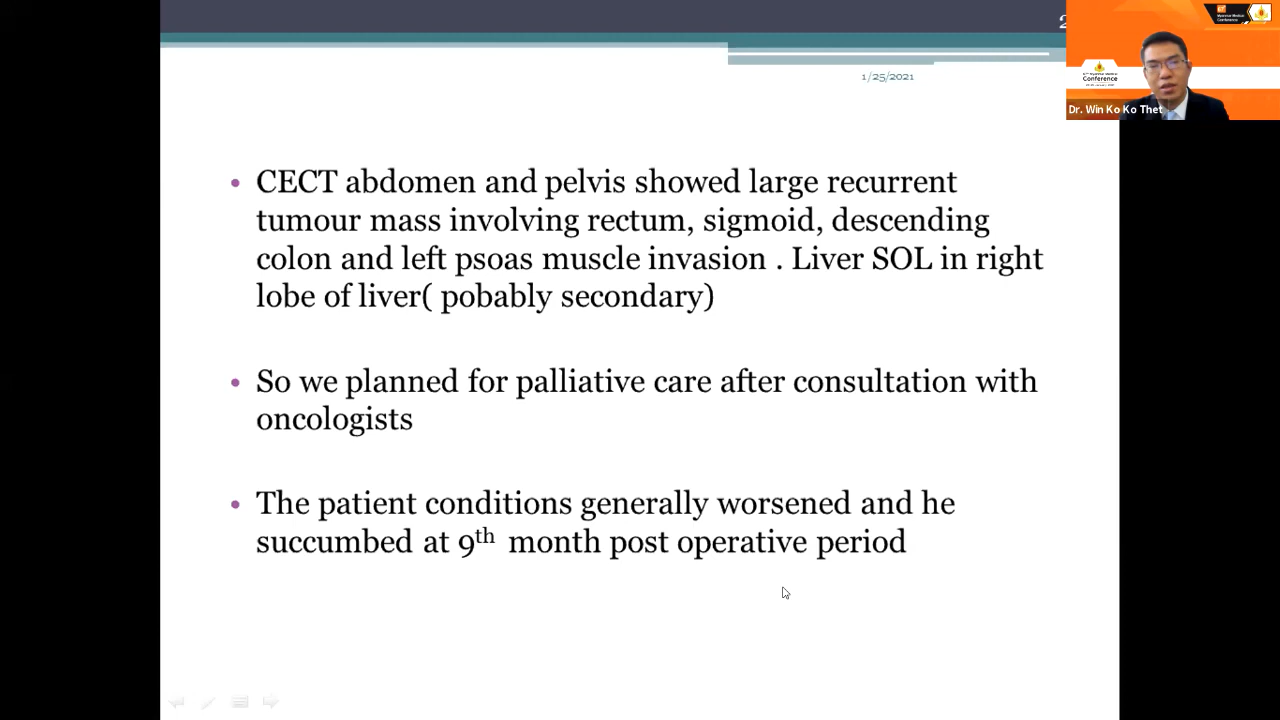 1/25/2021
Conference
Dr. Win Ko Ko Thet
• CECT abdomen and pelvis showed large recurrent
tumour mass involving rectum, sigmoid, descending
colon and left psoas muscle invasion . Liver SOL in right
lobe of liver( pobably secondary)
• So we planned for palliative care after consultation with
oncologists
• The patient conditions generally worsened and he
succumbed at 9th month post operative period